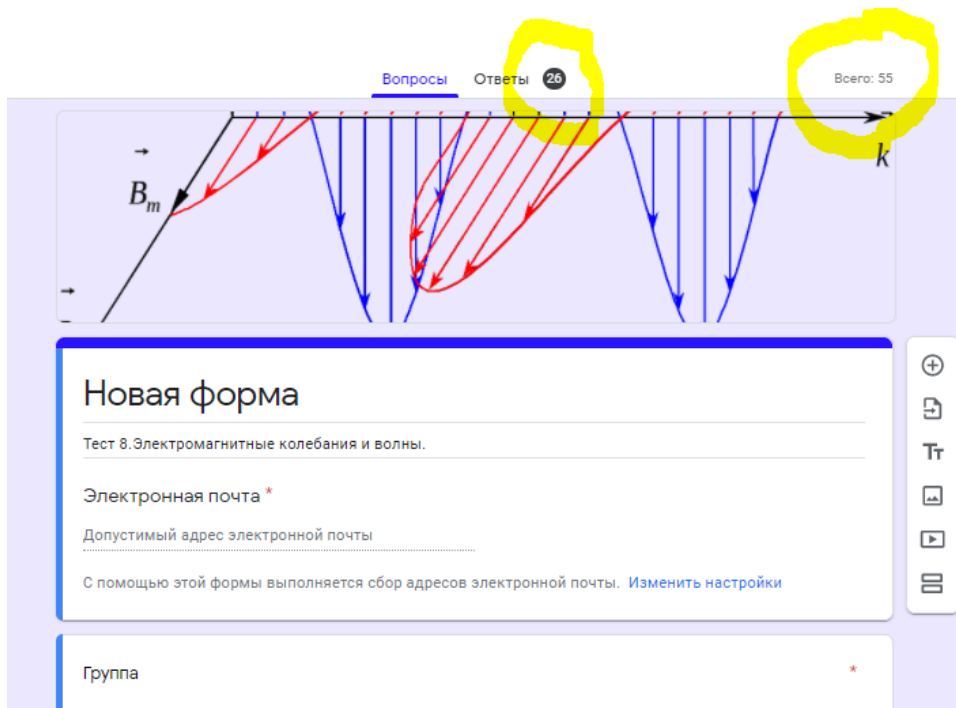 Вопросы Ответы 26 Всего: 55
k
B m
Новая форма
Тест 8.Электромагнитные колебания и волны.
Электронная почта *
Допустимый адрес электронной почты
С помощью этой формы выполняется сбор адресов электронной почты. Изменить настройки
Tт
Группа *